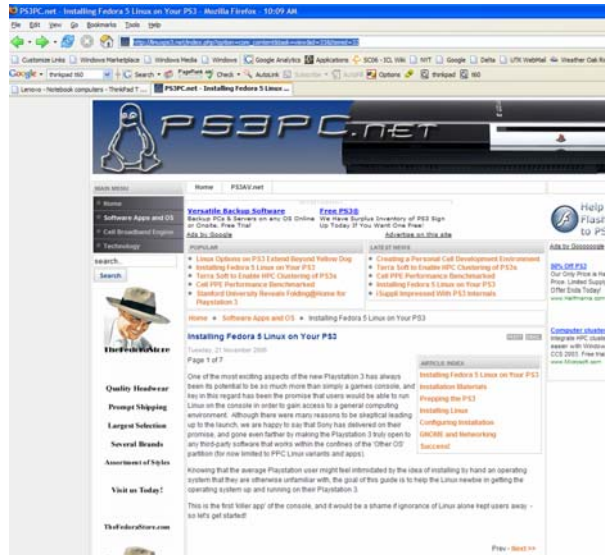 PS3PC.net - Installing Fedora 5 Linux on Your PS3 - Mozilla Firefox - 10:09 AM
File Edit View Go Bookmarks Tools Help
Customize Links Windows Marketplace Windows Media Windows Google Analytics Applications SC06 - ICL Wiki NYT Google Delta UTK WebMail Weather Oak Ri
Google thinkpad t60 Search PageRank Check AutoLink Subscribe AutoFill Options thinkpad t60
Lenovo - Notebook computers - ThinkPad T ... PS3PC.net - Installing Fedora 5 Linux ...
PS3PC.NET
MAIN MENU
Home
Software Apps and OS
Cell Broadband Engine
Technology
search...
Search
TheFedoraStore
Quality Headwear
Prompt Shipping
Largest Selection
Several Brands
Assortment of Styles
Visit us Today!
TheFedoraStore.com
Home PS3AV.net
Versatile Backup Software
Backup PCs & Servers on any OS Online
or Onsite. Free Trial
Free PS3®
We Have Surplus Inventory of PS3 Sign
Up Today If You Want One Free!
Ads by Google
Advertise on this site
POPULAR
Linux Options on PS3 Extend Beyond Yellow Dog
Installing Fedora 5 Linux on Your PS3
Terra Soft to Enable HPC Clustering of PS3s
Cell PPE Performance Benchmarked
Stanford University Reveals Folding@Home for
Playstation 3
LATEST NEWS
Creating a Personal Cell Development Environment
Terra Soft to Enable HPC Clustering of PS3s
Cell PPE Performance Benchmarked
Installing Fedora 5 Linux on Your PS3
iSuppli Impressed With PS3 Internals
Home Software Apps and OS Installing Fedora 5 Linux on Your PS3
Installing Fedora 5 Linux on Your PS3
Tuesday, 21 November 2006
Page 1 of 7
One of the most exciting aspects of the new Playstation 3 has always
been its potential to be so much more than simply a games console, and
key in this regard has been the promise that users would be able to run
Linux on the console in order to gain access to a general computing
environment. Although there were many reasons to be skeptical leading
up to the launch, we are happy to say that Sony has delivered on their
promise, and gone even farther by making the Playstation 3 truly open to
any third-party software that works within the confines of the 'Other OS'
partition (for now limited to PPC Linux variants and apps).
ARTICLE INDEX
Installing Fedora 5 Linux on Your PS3
Installation Materials
Prepping the PS3
Installing Linux
Configuring Installation
GNOME and Networking
Success!
Knowing that the average Playstation user might feel intimidated by the idea of installing by hand an operating
system that they are otherwise unfamiliar with, the goal of this guide is to help the Linux newbie in getting the
operating system up and running on their Playstation 3.
This is the first 'killer app' of the console, and it would be a shame if ignorance of Linux alone kept users away -
so let's get started!
Prev - Next >>
Help
Flas
to PS
Ads by Goooooogle
Our Only Price is Ha
Price. Limited Supply
Offer Ends Today!
Computer cluster
Integrate HPC cluste
easier with Window
CCS 2003. Free trial
www.Microsoft.com